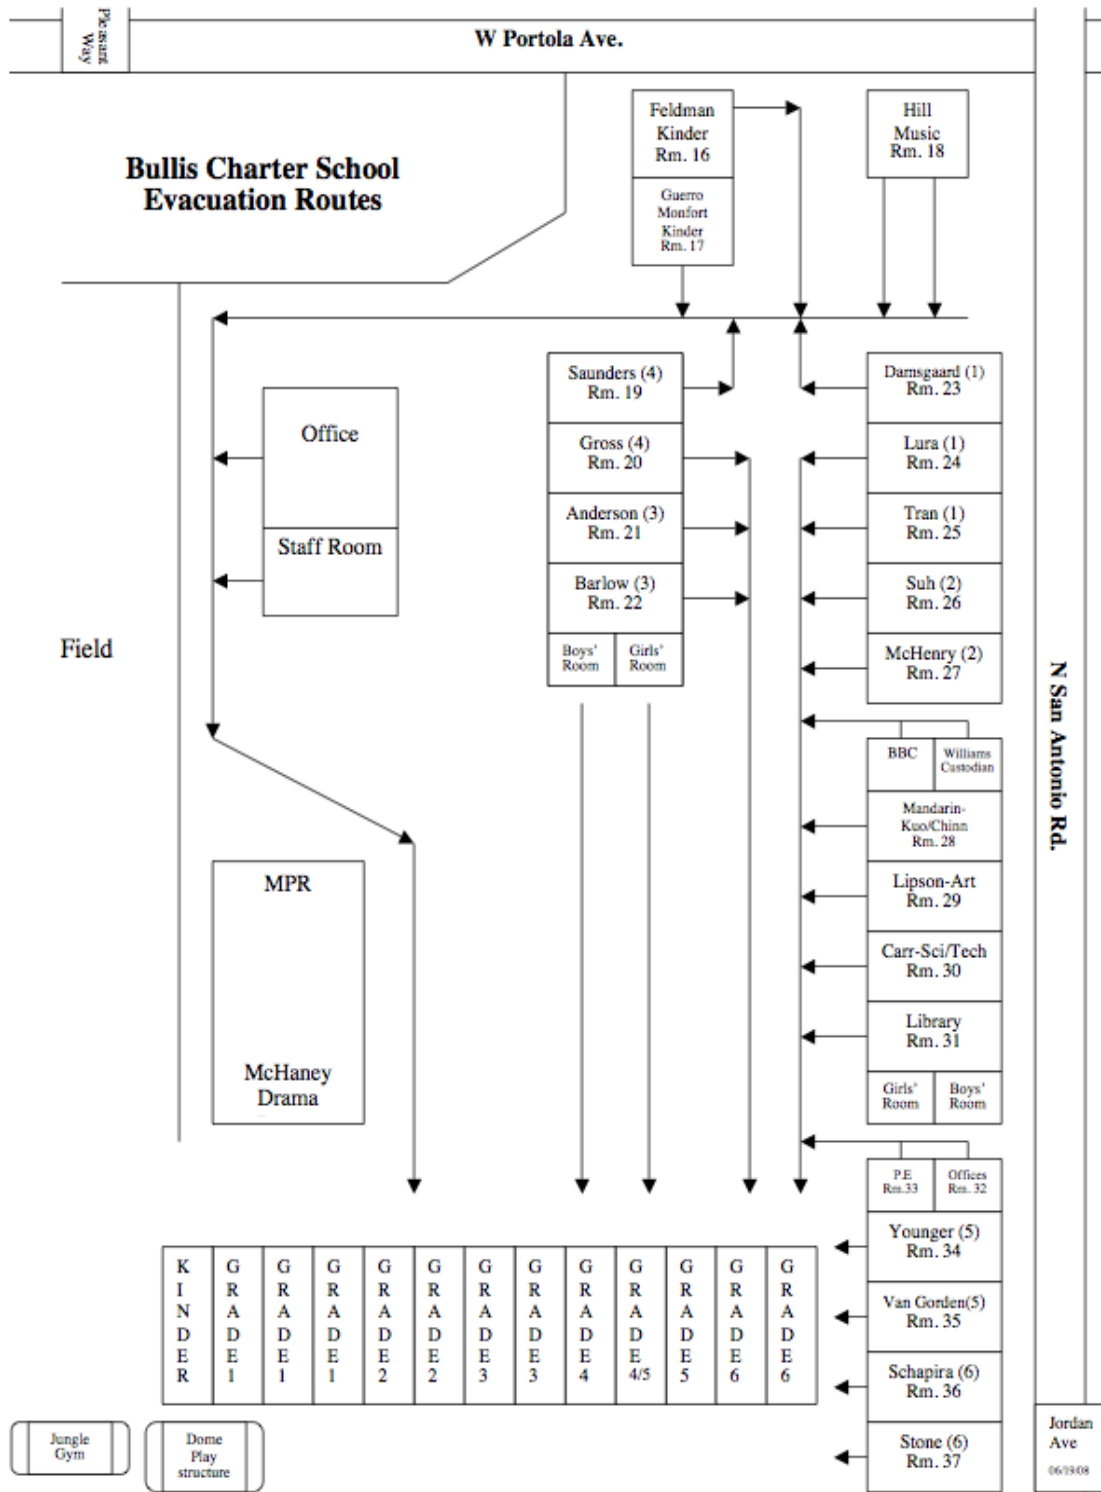 Pleasant
Way
W Portola Ave.
Bullis Charter School
Evacuation Routes
Feldman
Kinder
Rm. 16
Guerro
Monfort
Kinder
Rm. 17
Hill
Music
Rm. 18
Office
Staff Room
Field
Saunders (4)
Rm. 19
Gross (4)
Rm. 20
Anderson (3)
Rm. 21
Barlow (3)
Rm. 22
Boys'
Room
Girls'
Room
Damsgaard (1)
Rm. 23
Lura (1)
Rm. 24
Tran (1)
Rm. 25
Suh (2)
Rm. 26
McHenry (2)
Rm. 27
BBC
Williams
Custodian
Mandarin-
Kuo/Chinn
Rm. 28
Lipson-Art
Rm. 29
Carr-Sci/Tech
Rm. 30
Library
Rm. 31
Girls'
Room
Boys'
Room
N San Antonio Rd.
MPR
McHaney
Drama
P.E
Rm.33
Offices
Rm. 32
Younger (5)
Rm. 34
Van Gorden(5)
Rm. 35
Schapira (6)
Rm. 36
Stone (6)
Rm. 37
KINDER
GRADE 1
GRADE 1
GRADE 1
GRADE 2
GRADE 2
GRADE 3
GRADE 3
GRADE 4
GRADE 4/5
GRADE 5
GRADE 6
GRADE 6
Jungle
Gym
Dome
Play
structure
Jordan
Ave
06/19/08